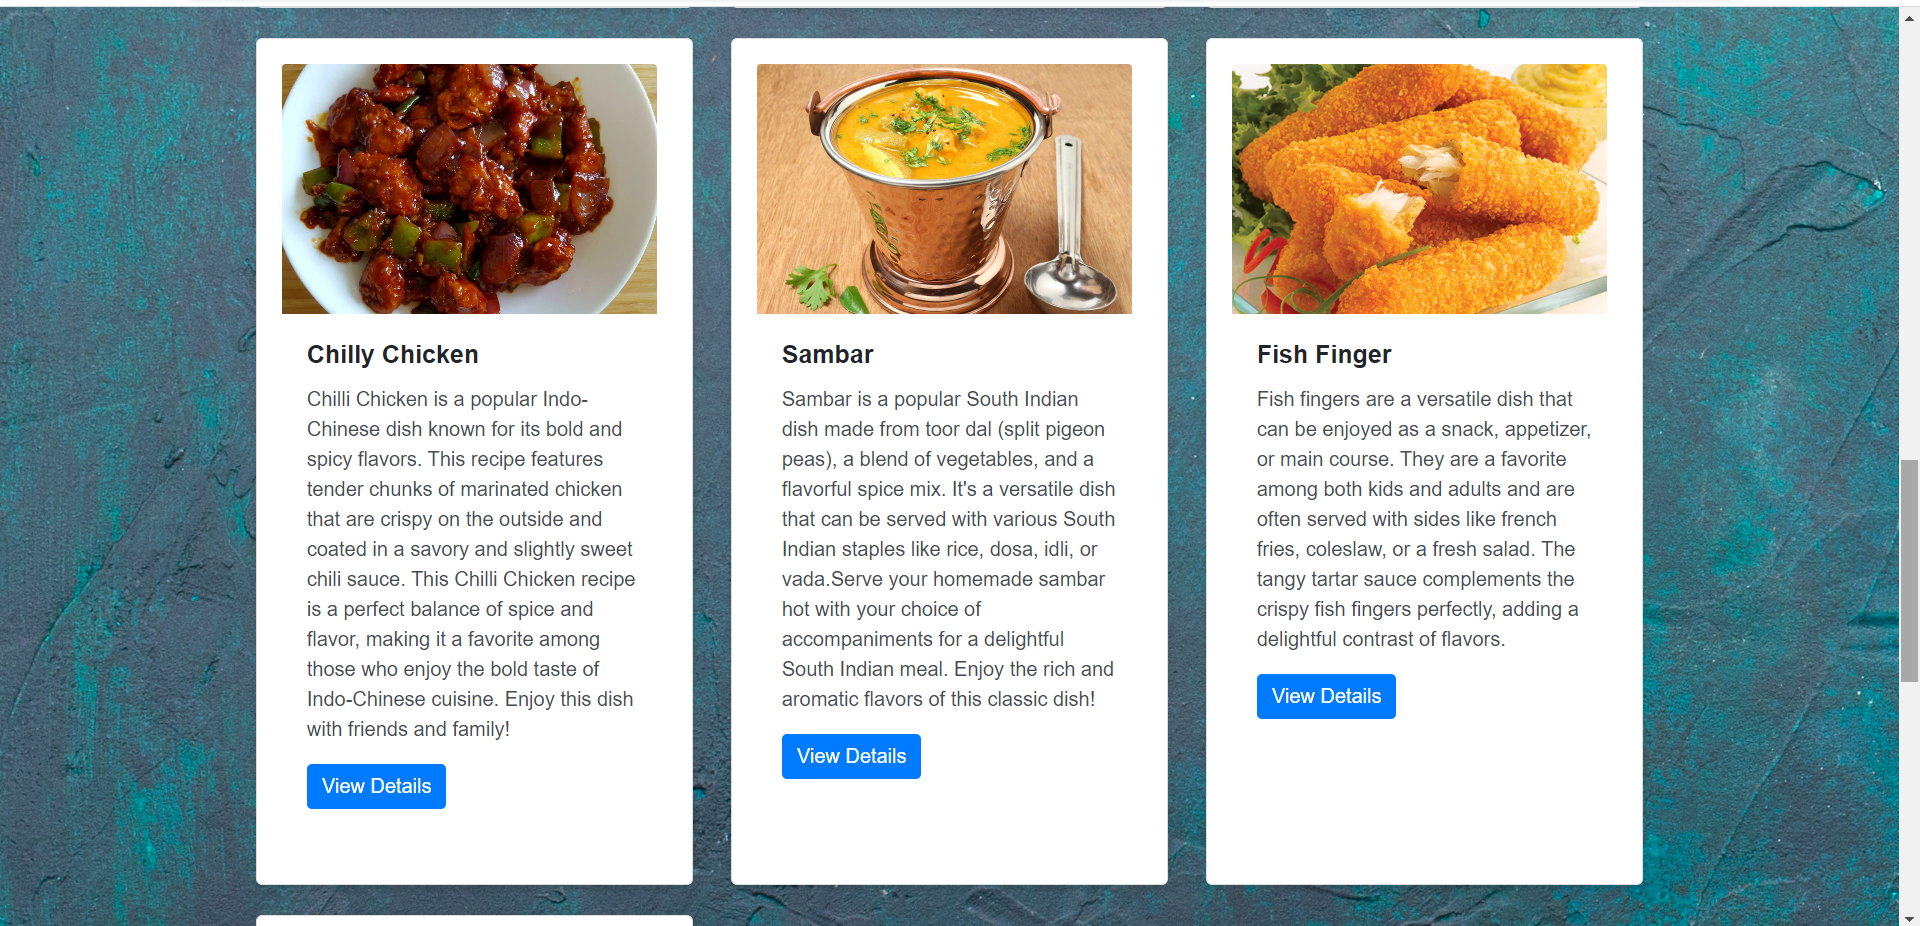 Chilly Chicken
Chilli Chicken is a popular Indo-
Chinese dish known for its bold and
spicy flavors. This recipe features
tender chunks of marinated chicken
that are crispy on the outside and
coated in a savory and slightly sweet
chili sauce. This Chilli Chicken recipe
is a perfect balance of spice and
flavor, making it a favorite among
those who enjoy the bold taste of
Indo-Chinese cuisine. Enjoy this dish
with friends and family!
View Details
Sambar
Sambar is a popular South Indian
dish made from toor dal (split pigeon
peas), a blend of vegetables, and a
flavorful spice mix. It's a versatile dish
that can be served with various South
Indian staples like rice, dosa, idli, or
vada.Serve your homemade sambar
hot with your choice of
accompaniments for a delightful
South Indian meal. Enjoy the rich and
aromatic flavors of this classic dish!
View Details
Fish Finger
Fish fingers are a versatile dish that
can be enjoyed as a snack, appetizer,
or main course. They are a favorite
among both kids and adults and are
often served with sides like french
fries, coleslaw, or a fresh salad. The
tangy tartar sauce complements the
crispy fish fingers perfectly, adding a
delightful contrast of flavors.
View Details